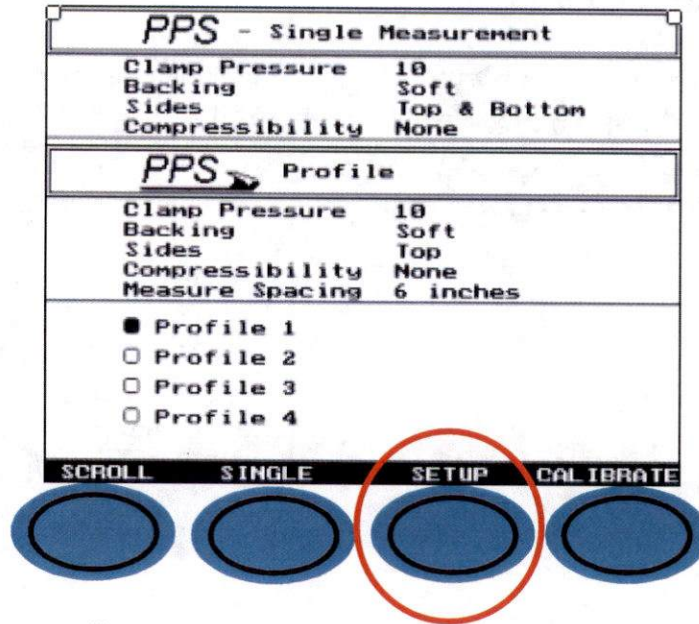 PPS - Single Measurement
Clamp Pressure 10
Backing Soft
Sides Top & Bottom
Compressibility None
PPS Profile
Clamp Pressure 10
Backing Soft
Sides Top
Compressibility None
Measure Spacing 6 inches
Profile 1
Profile 2
Profile 3
Profile 4
SCROLL SINGLE SETUP CALIBRATE